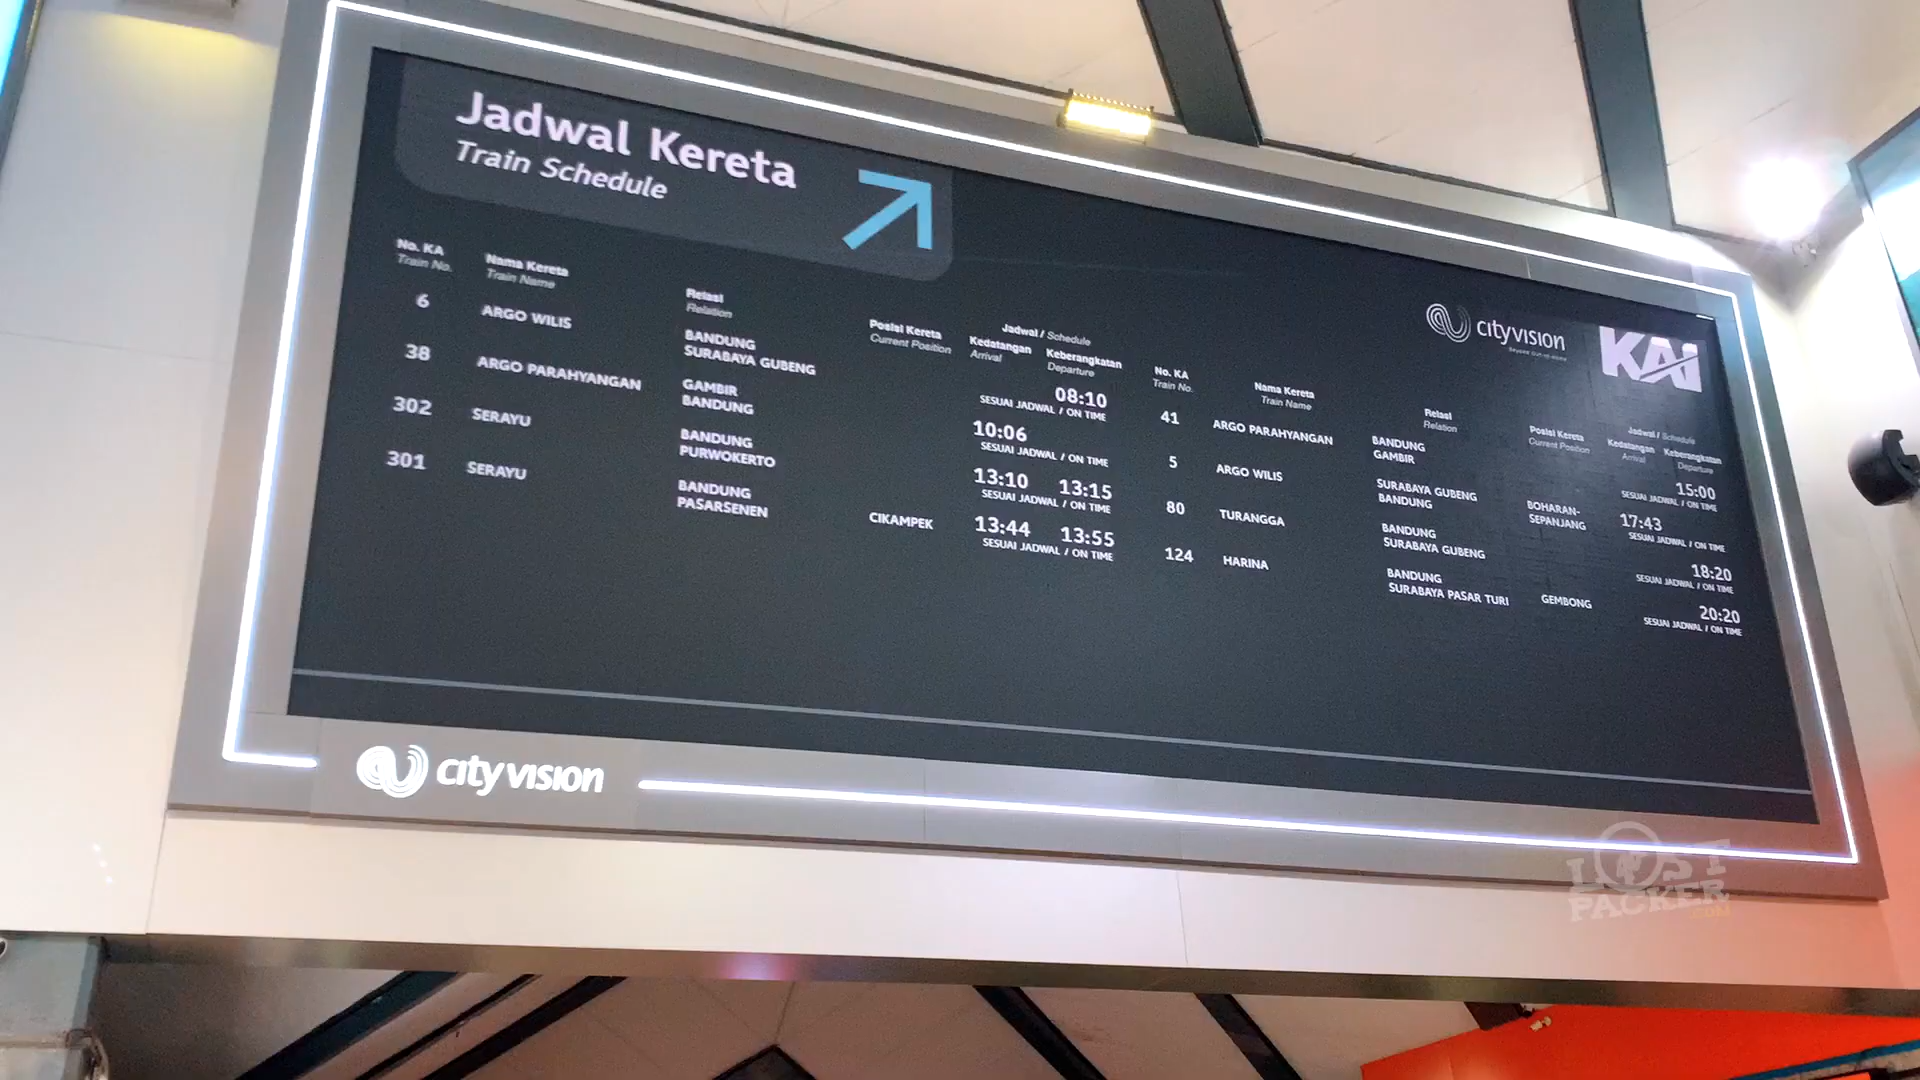 Jadwal Kereta
Train Schedule
No. KA Nama Kereta Relasi Posisi Kereta Jadwal / Schedule
Train No. Train Name Relation Current Position Kedatangan Keberangkatan
Arrival Departure
6 ARGO WILIS BANDUNG 08:10
SURABAYA GUBENG SESUAI JADWAL / ON TIME
38 ARGO PARAHYANGAN GAMBIR 10:06
BANDUNG SESUAI JADWAL / ON TIME
302 SERAYU BANDUNG 13:10 13:15
PURWOKERTO SESUAI JADWAL / ON TIME
301 SERAYU BANDUNG CIKAMPEK 13:44 13:55
PASARSENEN SESUAI JADWAL / ON TIME
cityvision
KAI
No. KA Nama Kereta Relasi Posisi Kereta Jadwal / Schedule
Train No. Train Name Relation Current Position Kedatangan Keberangkatan
Arrival Departure
41 ARGO PARAHYANGAN BANDUNG 15:00
GAMBIR SESUAI JADWAL / ON TIME
5 ARGO WILIS SURABAYA GUBENG BOHARAN- 17:43
BANDUNG SEPANJANG SESUAI JADWAL / ON TIME
80 TURANGGA BANDUNG 18:20
SURABAYA GUBENG SESUAI JADWAL / ON TIME
124 HARINA BANDUNG GEMBONG 20:20
SURABAYA PASAR TURI SESUAI JADWAL / ON TIME
city vision
LOST
PACKER
.COM